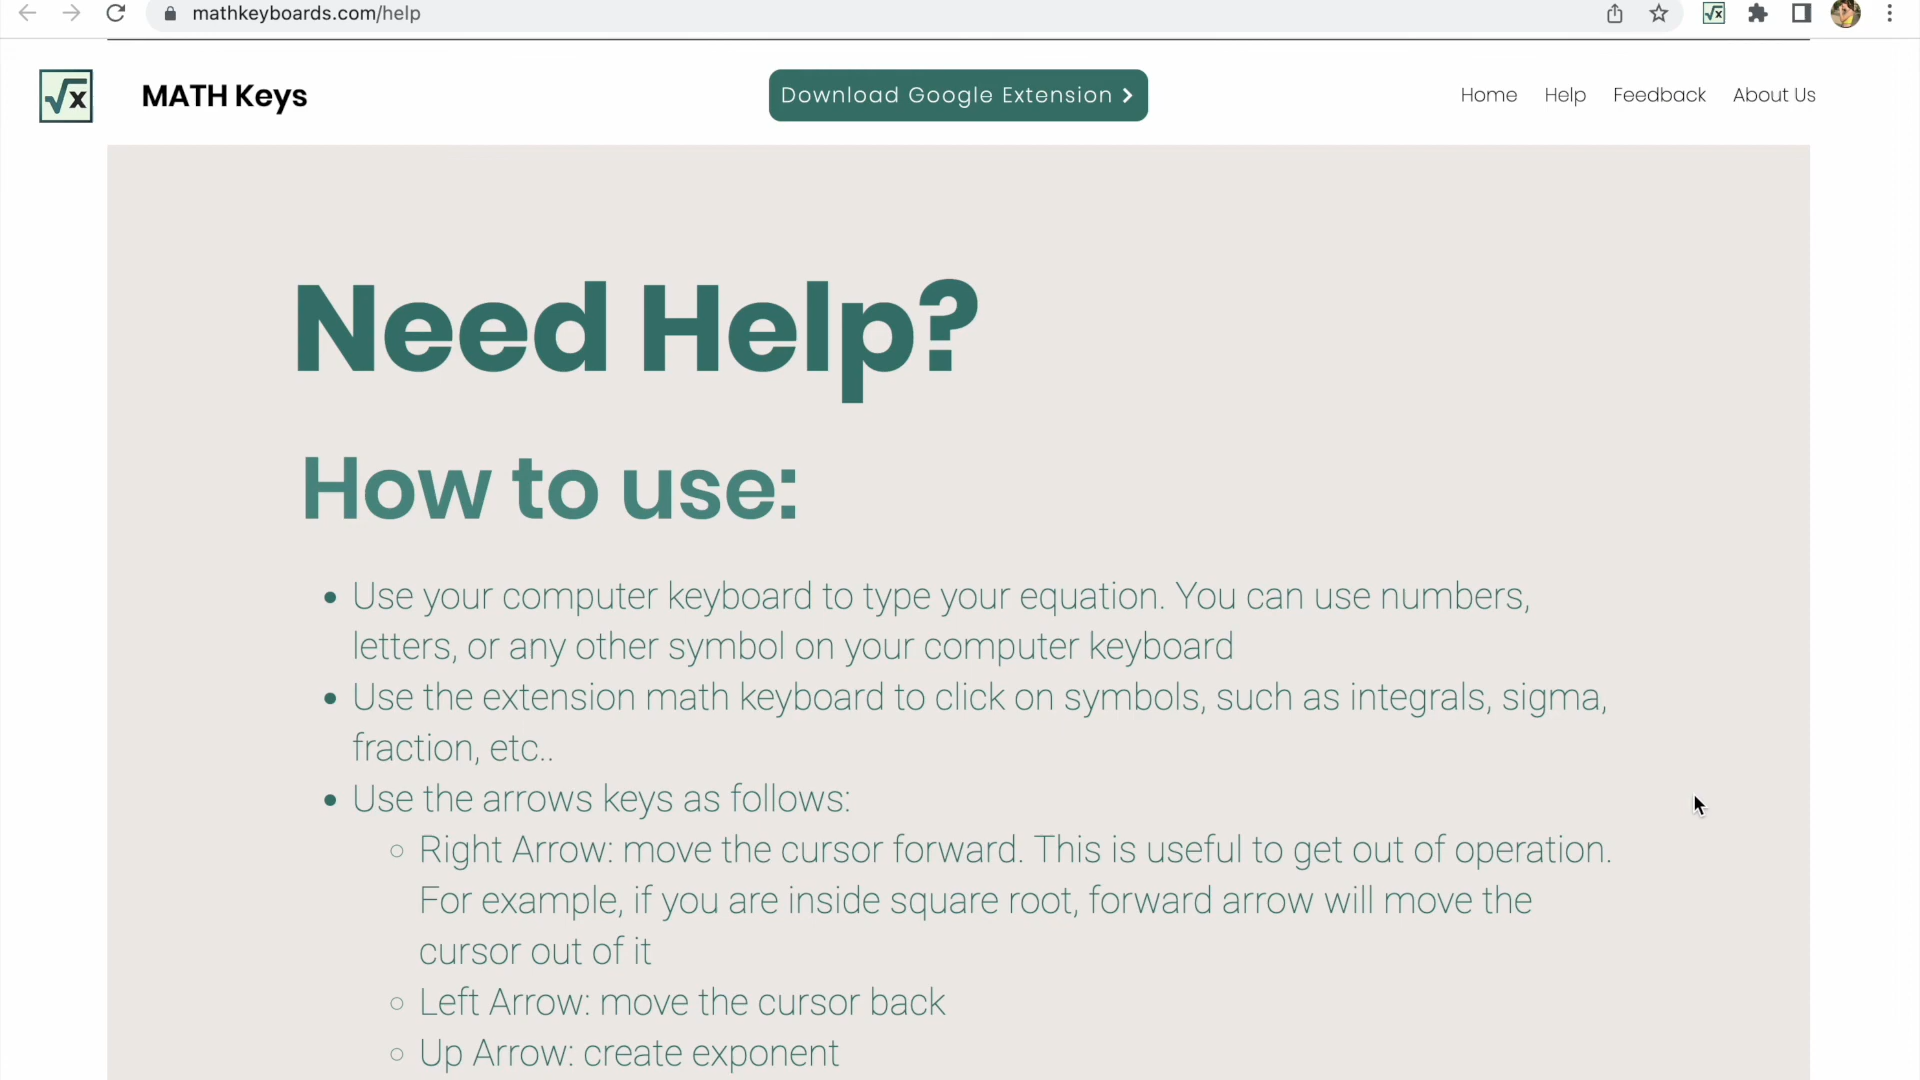 mathkeyboards.com/help
√x
√x
MATH Keys
Download Google Extension >
Home Help Feedback About Us
Need Help?
How to use:
• Use your computer keyboard to type your equation. You can use numbers,
letters, or any other symbol on your computer keyboard
• Use the extension math keyboard to click on symbols, such as integrals, sigma,
fraction, etc..
• Use the arrows keys as follows:
○ Right Arrow: move the cursor forward. This is useful to get out of operation.
For example, if you are inside square root, forward arrow will move the
cursor out of it
○ Left Arrow: move the cursor back
○ Up Arrow: create exponent